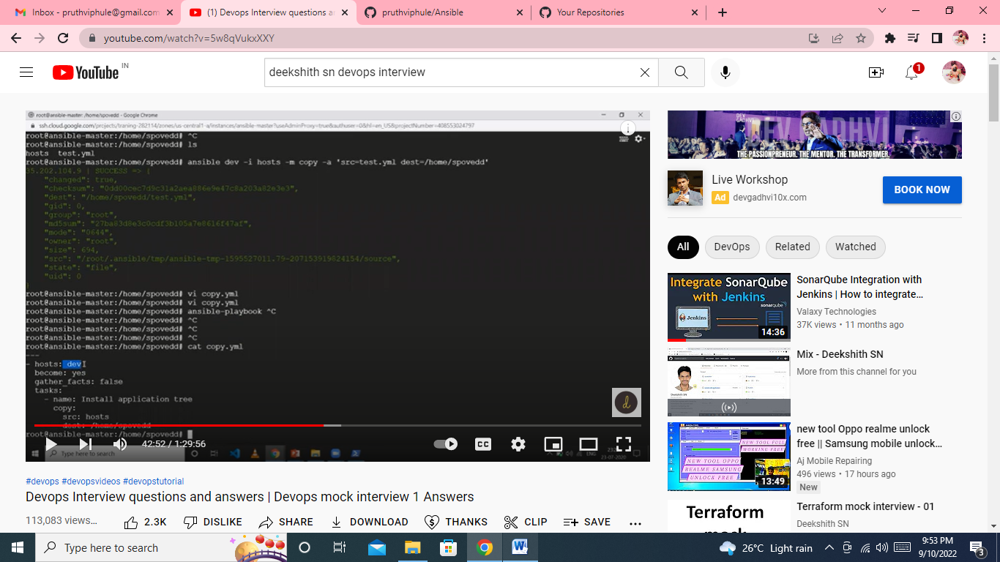 Inbox - pruthviphule@gmail.com
(1) Devops Interview questions a
pruthviphule/Ansible
Your Repositories
youtube.com/watch?v=5w8qVukxXXY
YouTube IN
deekshith sn devops interview
1
root@ansible-master: /home/spovedd - Google Chrome
ssh.cloud.google.com/projects/traning-282114/zones/us-central1-a/instances/ansible-master?useAdminProxy=true&authuser=0&hl=en_US&projectNumber=408553024797
root@ansible-master:/home/spovedd# ^C
root@ansible-master:/home/spovedd# ls
hosts test.yml
root@ansible-master:/home/spovedd# ansible dev -i hosts -m copy -a 'src=test.yml dest=/home/spovedd'
35.202.104.9 | SUCCESS => {
"changed": true,
"checksum": "0dd00cec7d9c31a2aea886e9e47c8a203a82e3e3",
"dest": "/home/spovedd/test.yml",
"gid": 0,
"group": "root",
"md5sum": "27ba83d8e3c0cdf3b105a7e8616f47af",
"mode": "0644",
"owner": "root",
"size": 694,
"src": "/root/.ansible/tmp/ansible-tmp-1595527011.79-207153919824154/source",
"state": "file",
"uid": 0
}
root@ansible-master:/home/spovedd# vi copy.yml
root@ansible-master:/home/spovedd# vi copy.yml
root@ansible-master:/home/spovedd# ansible-playbook ^C
root@ansible-master:/home/spovedd# ^C
root@ansible-master:/home/spovedd# ^C
root@ansible-master:/home/spovedd# ^C
root@ansible-master:/home/spovedd# cat copy.yml
---
- hosts: dev
become: yes
gather_facts: false
tasks:
- name: Install application tree
copy:
src: hosts
dest: /home/spovedd
root@ansible-master:/home/spovedd#
d
42:52 / 1:29:56
CC
Type here to search
ENG
23-07-2020
#devops #devopsvideos #devopstutorial
Devops Interview questions and answers | Devops mock interview 1 Answers
113,083 views...
2.3K
DISLIKE
SHARE
DOWNLOAD
THANKS
CLIP
SAVE
DEV GADHVI
THE PASSIONPRENEUR. THE MENTOR. THE TRANSFORMER.
Live Workshop
Ad devgadhvi10x.com
BOOK NOW
All
DevOps
Related
Watched
Integrate SonarQube
with Jenkins
sonarqube
Jenkins
14:36
SonarQube Integration with
Jenkins | How to integrate...
Valaxy Technologies
37K views • 11 months ago
Deekshith SN
Mix - Deekshith SN
More from this channel for you
NEW TOOL FULL
WORKING FREE
NEW TOOL OPPO
REALME SAMSUNG
UNLOCK FREE
13:49
new tool Oppo realme unlock
free || Samsung mobile unlock...
Aj Mobile Repairing
496 views • 17 hours ago
New
Terraform
mock
Terraform mock interview - 01
Deekshith SN
Type here to search
26°C Light rain
9:53 PM
9/10/2022
3